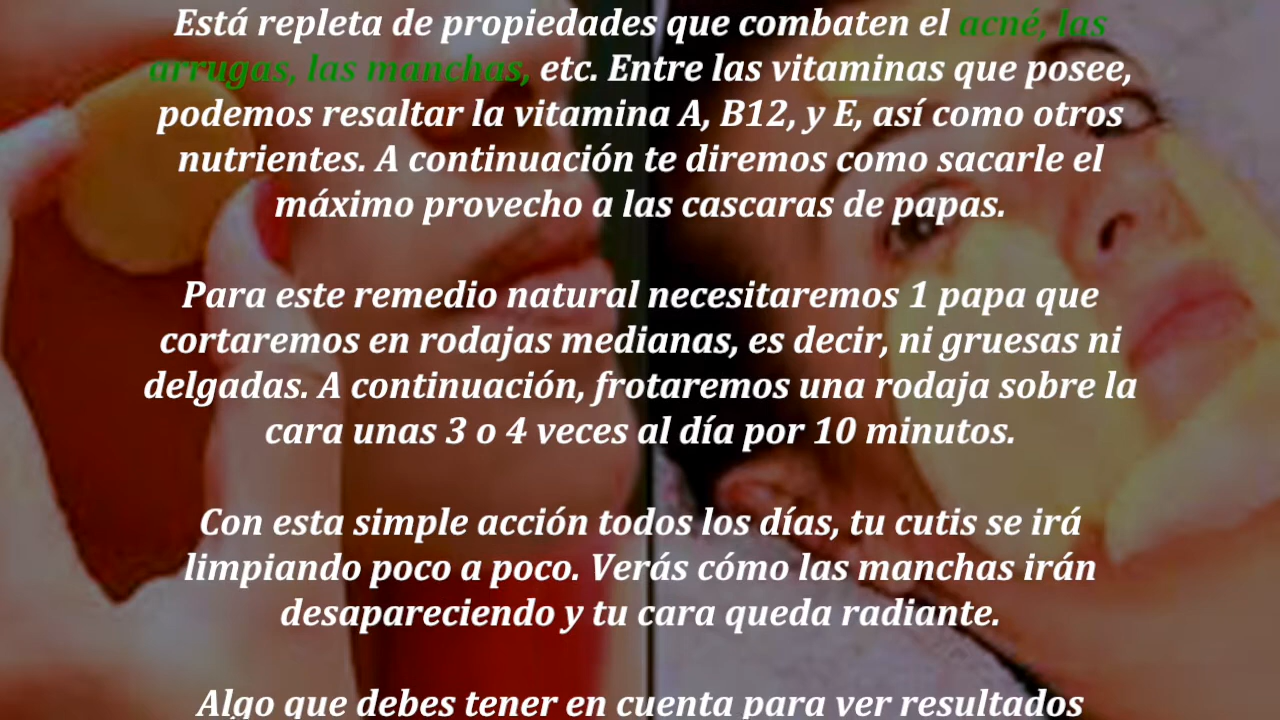 Está repleta de propiedades que combaten el acné, las
arrugas, las manchas, etc. Entre las vitaminas que posee,
podemos resaltar la vitamina A, B12, y E, así como otros
nutrientes. A continuación te diremos como sacarle el
máximo provecho a las cascaras de papas.
Para este remedio natural necesitaremos 1 papa que
cortaremos en rodajas medianas, es decir, ni gruesas ni
delgadas. A continuación, frotaremos una rodaja sobre la
cara unas 3 o 4 veces al día por 10 minutos.
Con esta simple acción todos los días, tu cutis se irá
limpiando poco a poco. Verás cómo las manchas irán
desapareciendo y tu cara queda radiante.
Algo que debes tener en cuenta para ver resultados